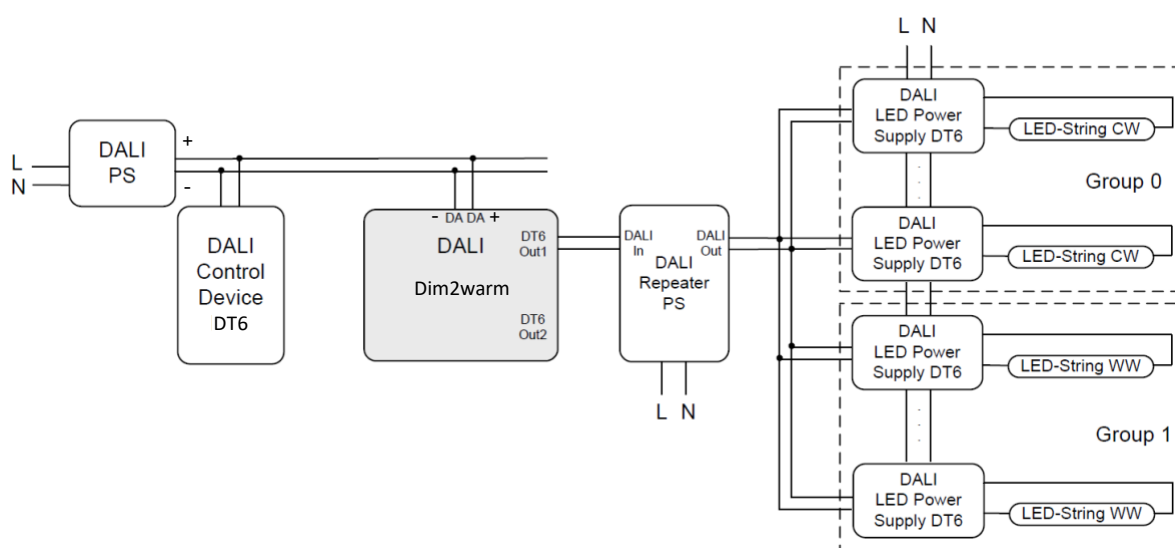 L N
DALI
LED Power
Supply DT6
LED-String CW
Group 0
DALI
LED Power
Supply DT6
LED-String CW
L
N
DALI
PS
+
-
DALI
Control
Device
DT6
- DA DA +
DALI
Dim2warm
DT6
Out1
DT6
Out2
DALI
In
DALI
Out
DALI
Repeater
PS
L N
DALI
LED Power
Supply DT6
LED-String WW
Group 1
DALI
LED Power
Supply DT6
LED-String WW